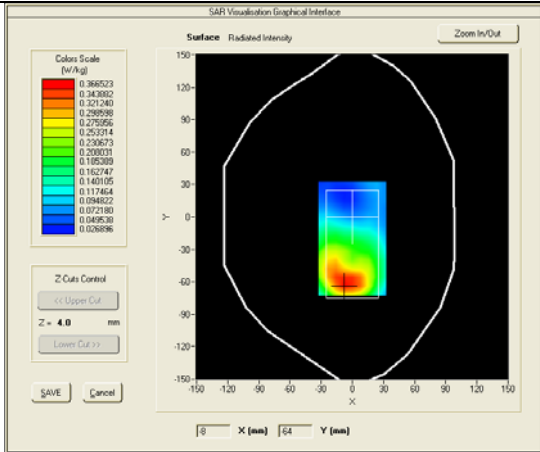 SAR Visualisation Graphical Interface
Surface Radiated Intensity
Zoom In/Out
Colors Scale
(W/kg)
0.366523
0.343882
0.321240
0.298598
0.275956
0.253314
0.230673
0.208031
0.185389
0.162747
0.140105
0.117464
0.094822
0.072180
0.049538
0.026896
Z Cuts Control
<< Upper Cut
Z = 4.0 mm
Lower Cut >>
SAVE Cancel
150
120
90
60
30
0
-30
-60
-90
-120
-150
Y
-150 -120 -90 -60 -30 0 30 60 90 120 150
X
-8 X (mm) -64 Y (mm)